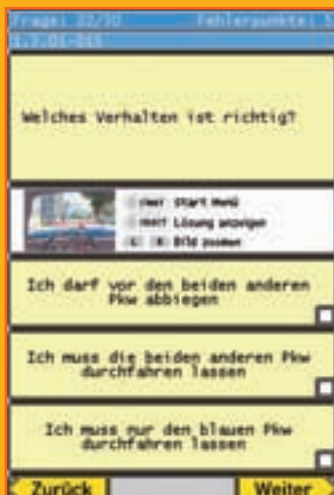 Frage: 22/30 Fehlerpunkte: 5
Welches Verhalten ist richtig?
Start Menü
Lösung anzeigen
Bild zoomen
Ich darf vor den beiden anderen
Pkw abbiegen
Ich muss die beiden anderen Pkw
durchfahren lassen
Ich muss nur den blauen Pkw
durchfahren lassen
Zurück Weiter